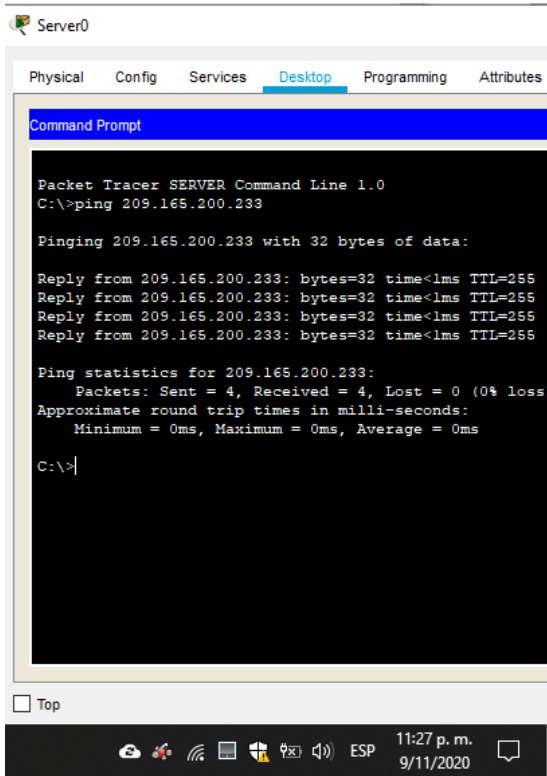 Server0
Physical Config Services Desktop Programming Attributes
Command Prompt
Packet Tracer SERVER Command Line 1.0
C:\>ping 209.165.200.233
Pinging 209.165.200.233 with 32 bytes of data:
Reply from 209.165.200.233: bytes=32 time<1ms TTL=255
Reply from 209.165.200.233: bytes=32 time<1ms TTL=255
Reply from 209.165.200.233: bytes=32 time<1ms TTL=255
Reply from 209.165.200.233: bytes=32 time<1ms TTL=255
Ping statistics for 209.165.200.233:
Packets: Sent = 4, Received = 4, Lost = 0 (0% loss
Approximate round trip times in milli-seconds:
Minimum = 0ms, Maximum = 0ms, Average = 0ms
C:\>
Top
ESP
11:27 p. m.
9/11/2020